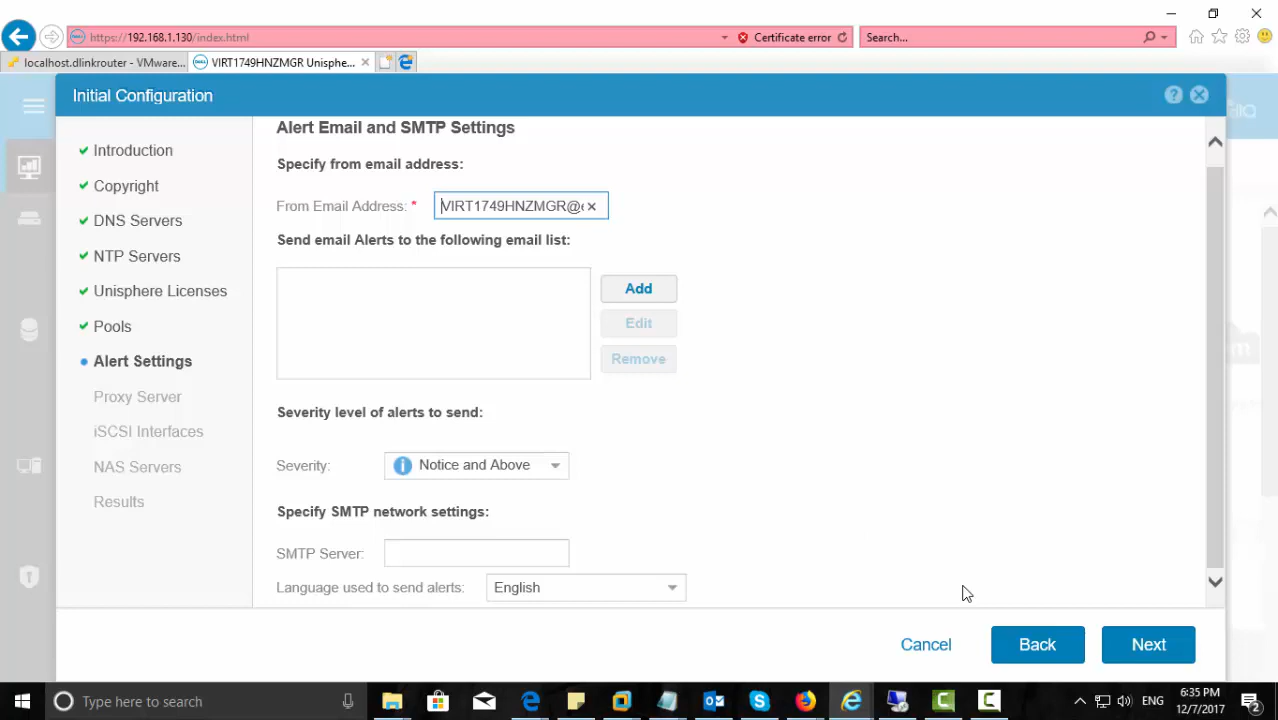 https://192.168.1.130/index.html
Certificate error
Search...
localhost.dlinkrouter - VMware...
VIRT1749HNZMGR Unisphe...
Initial Configuration
Introduction
Copyright
DNS Servers
NTP Servers
Unisphere Licenses
Pools
Alert Settings
Proxy Server
iSCSI Interfaces
NAS Servers
Results
Alert Email and SMTP Settings
Specify from email address:
From Email Address: *
VIRT1749HNZMGR@
Send email Alerts to the following email list:
Add
Edit
Remove
Severity level of alerts to send:
Severity:
Notice and Above
Specify SMTP network settings:
SMTP Server:
Language used to send alerts:
English
Cancel
Back
Next
Type here to search
ENG
6:35 PM
12/7/2017
2